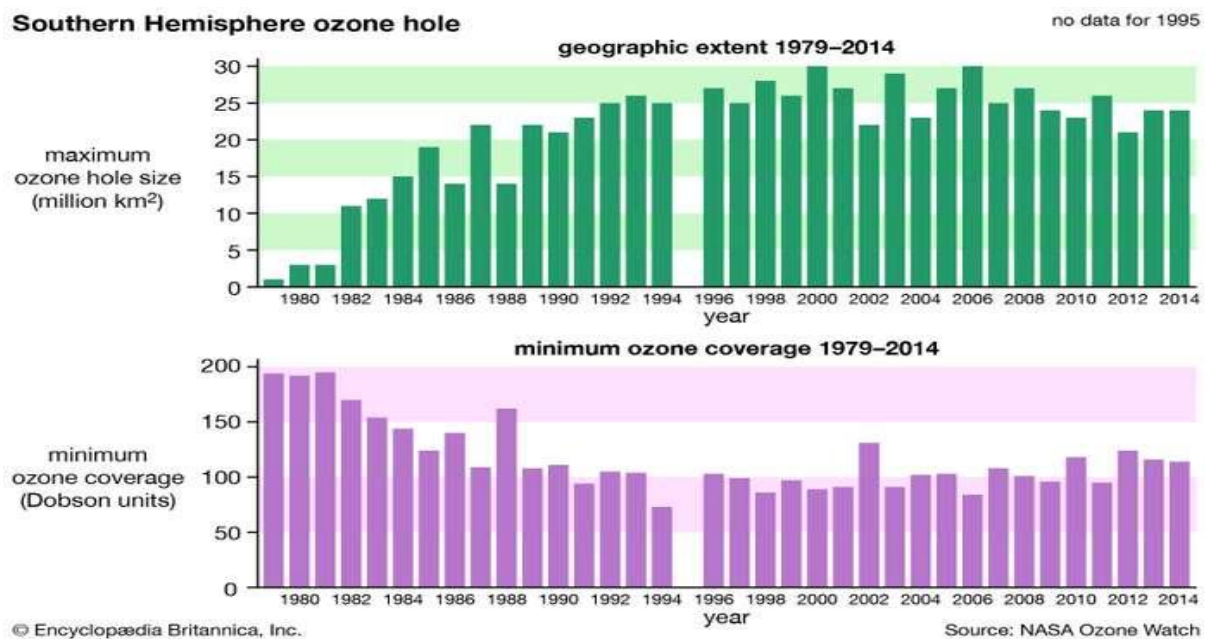 Southern Hemisphere ozone hole
no data for 1995
geographic extent 1979–2014
maximum
ozone hole size
(million km²)
30
25
20
15
10
5
0
1980 1982 1984 1986 1988 1990 1992 1994 1996 1998 2000 2002 2004 2006 2008 2010 2012 2014
year
minimum ozone coverage 1979–2014
minimum
ozone coverage
(Dobson units)
200
150
100
50
0
1980 1982 1984 1986 1988 1990 1992 1994 1996 1998 2000 2002 2004 2006 2008 2010 2012 2014
year
© Encyclopædia Britannica, Inc.
Source: NASA Ozone Watch